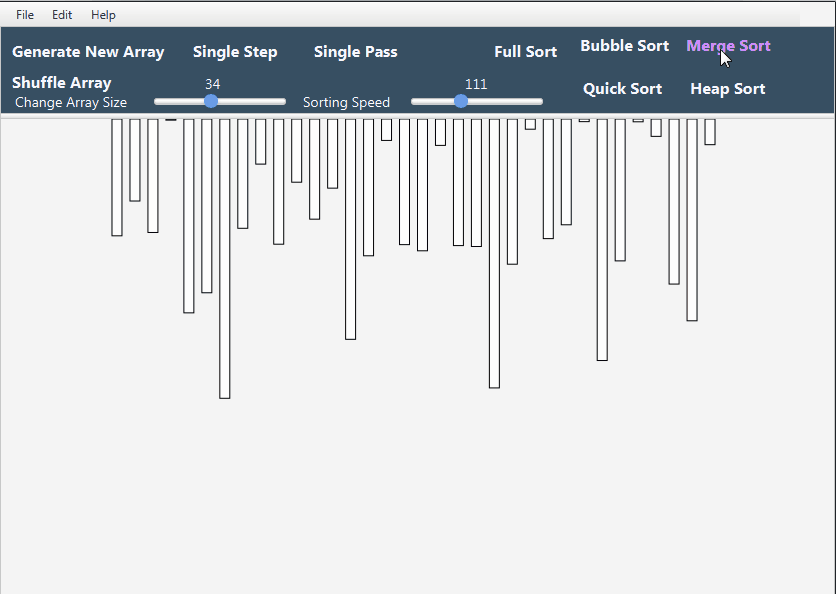 File Edit Help
Generate New Array Single Step Single Pass Full Sort Bubble Sort Merge Sort
Shuffle Array 34 111 Quick Sort Heap Sort
Change Array Size Sorting Speed